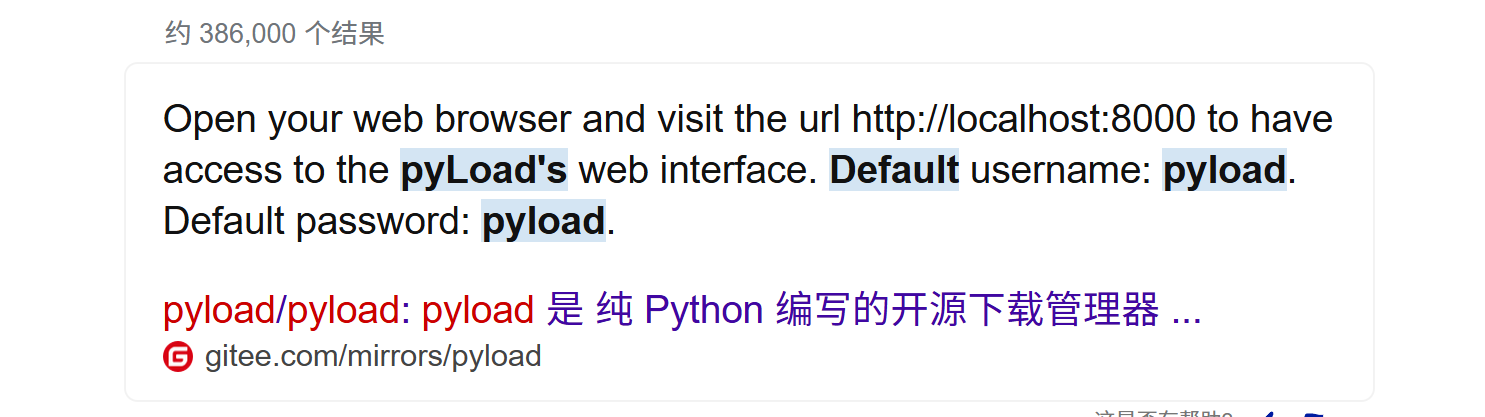 约 386,000 个结果
Open your web browser and visit the url http://localhost:8000 to have
access to the pyLoad's web interface. Default username: pyload.
Default password: pyload.
pyload/pyload: pyload 是 纯 Python 编写的开源下载管理器 ...
gitee.com/mirrors/pyload